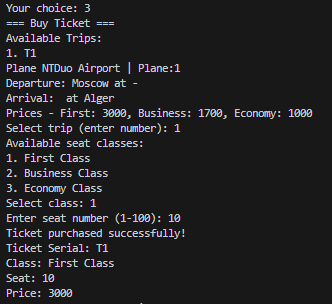 Your choice: 3
=== Buy Ticket ===
Available Trips:
1. T1
Plane NTDuo Airport | Plane:1
Departure: Moscow at -
Arrival:  at Alger
Prices - First: 3000, Business: 1700, Economy: 1000
Select trip (enter number): 1
Available seat classes:
1. First Class
2. Business Class
3. Economy Class
Select class: 1
Enter seat number (1-100): 10
Ticket purchased successfully!
Ticket Serial: T1
Class: First Class
Seat: 10
Price: 3000